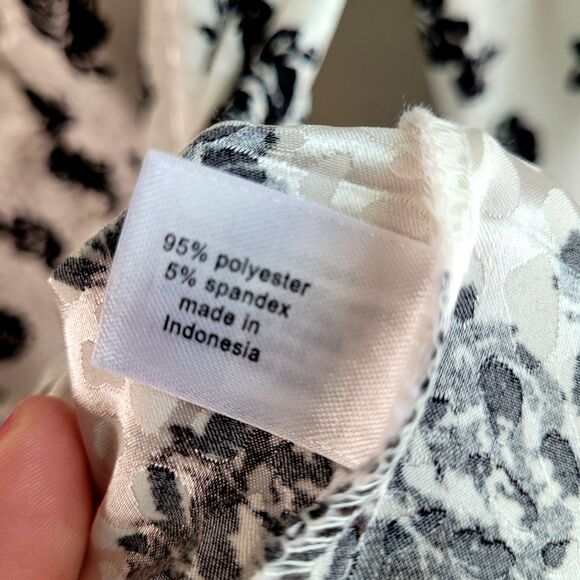 95% polyester
5% spandex
made in
Indonesia